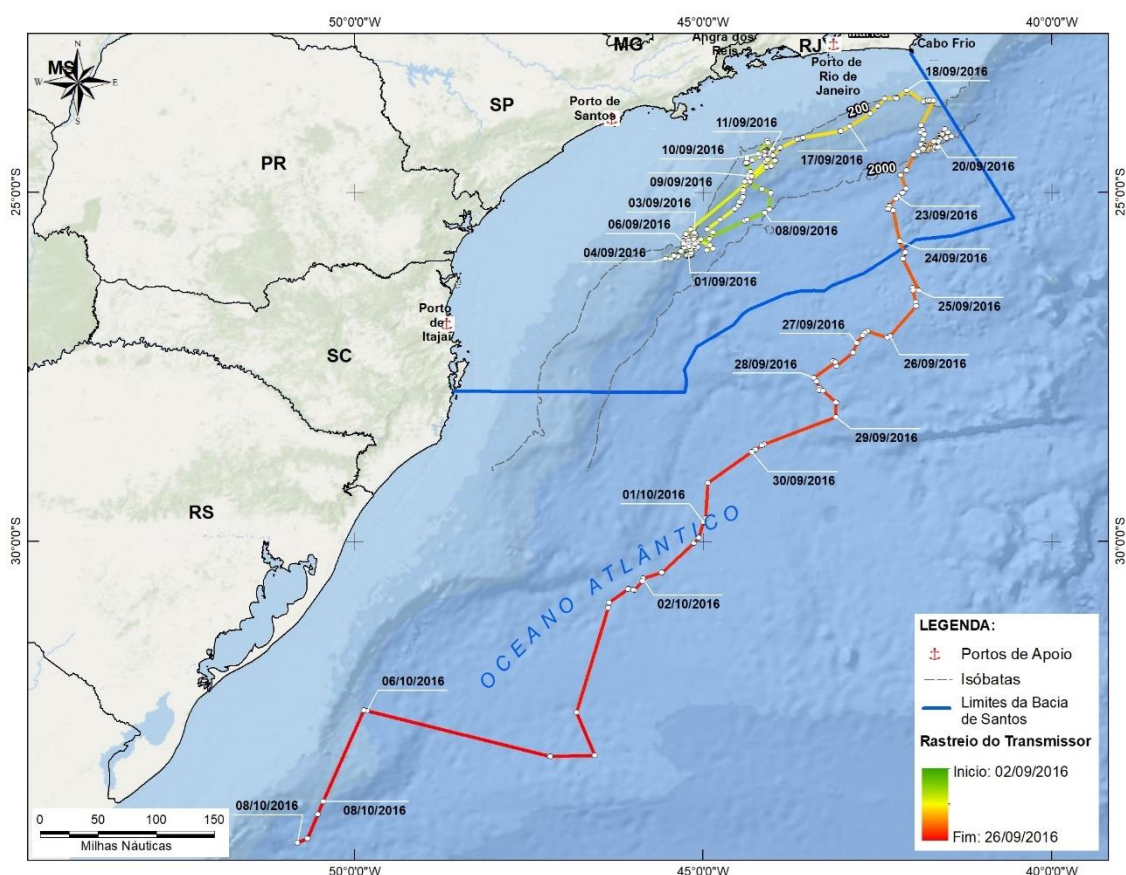 50°0'0"W
45°0'0"W
40°0'0"W
N
W
E
S
MS
MG
Angra dos
Reis
RJ
Cabo Frio
Porto de
Rio de
Janeiro
SP
Porto de
Santos
PR
SC
RS
Porto
de
Itajaí
18/09/2016
200
11/09/2016
10/09/2016
17/09/2016
20/09/2016
2000
09/09/2016
03/09/2016
23/09/2016
06/09/2016
08/09/2016
04/09/2016
24/09/2016
01/09/2016
25/09/2016
27/09/2016
26/09/2016
28/09/2016
29/09/2016
30/09/2016
01/10/2016
OCEANO ATLÂNTICO
02/10/2016
06/10/2016
08/10/2016
08/10/2016
25°0'0"S
25°0'0"S
30°0'0"S
30°0'0"S
LEGENDA:
Portos de Apoio
Isóbatas
Limites da Bacia
de Santos
Rastreio do Transmissor
Inicio: 02/09/2016
Fim: 26/09/2016
0 50 100 150
Milhas Náuticas
50°0'0"W
45°0'0"W
40°0'0"W